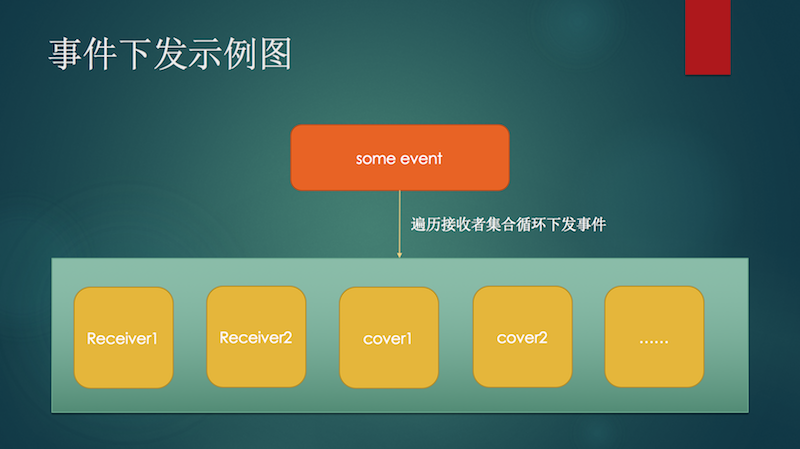 事件下发示例图
some event
遍历接收者集合循环下发事件
Receiver1
Receiver2
cover1
cover2
......